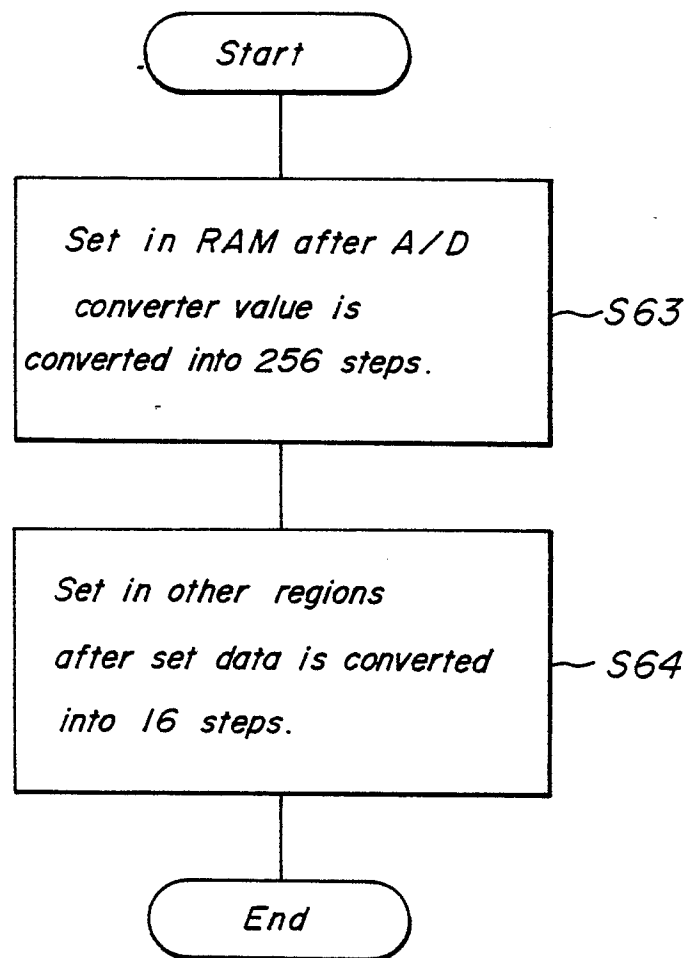 Start
Set in RAM after A/D
converter value is
converted into 256 steps.
S63
Set in other regions
after set data is converted
into 16 steps.
S64
End